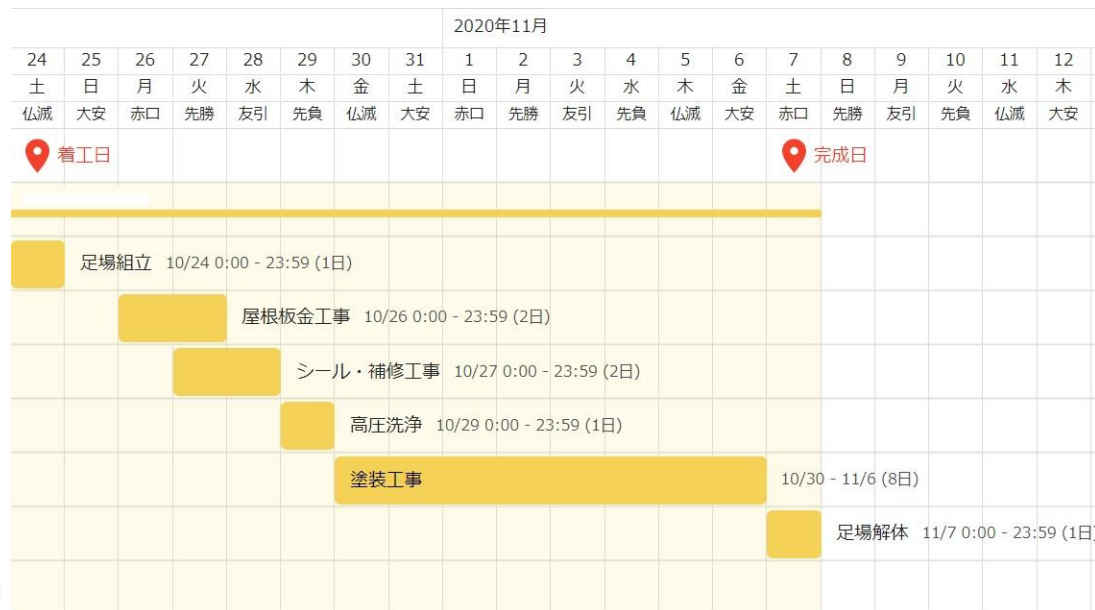 2020年11月
24 25 26 27 28 29 30 31 1 2 3 4 5 6 7 8 9 10 11 12
土 日 月 火 水 木 金 土 日 月 火 水 木 金 土 日 月 火 水 木
仏滅 大安 赤口 先勝 友引 先負 仏滅 大安 赤口 先勝 友引 先負 仏滅 大安 赤口 先勝 友引 先負 仏滅 大安
着工日 完成日
足場組立 10/24 0:00 - 23:59 (1日)
屋根板金工事 10/26 0:00 - 23:59 (2日)
シール・補修工事 10/27 0:00 - 23:59 (2日)
高圧洗浄 10/29 0:00 - 23:59 (1日)
塗装工事 10/30 - 11/6 (8日)
足場解体 11/7 0:00 - 23:59 (1日)